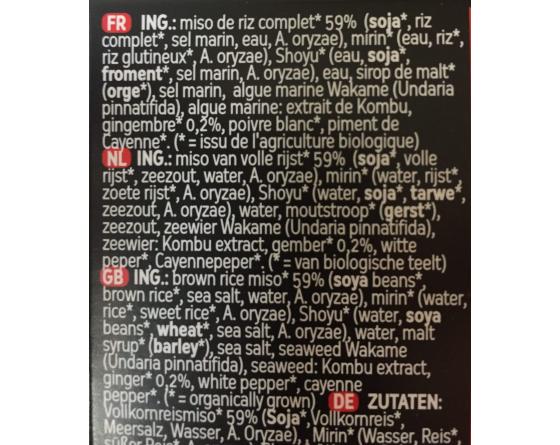 FR ING.: miso de riz complet* 59% (soja*, riz
complet*, sel marin, eau, A. oryzae), mirin* (eau, riz*,
riz glutineux*, A. oryzae), Shoyu* (eau, soja*,
froment*, sel marin, A. oryzae), eau, sirop de malt*
(orge*), sel marin, algue marine Wakame (Undaria
pinnatifida), algue marine: extrait de Kombu,
gingembre* 0,2%, poivre blanc*, piment de
Cayenne*. (* = issu de l'agriculture biologique)
NL ING.: miso van volle rijst* 59% (soja*, volle
rijst*, zeezout, water, A. oryzae), mirin* (water, rijst*,
zoete rijst*, A. oryzae), Shoyu* (water, soja*, tarwe*,
zeezout, A. oryzae), water, moutstroop* (gerst*),
zeezout, zeewier Wakame (Undaria pinnatifida),
zeewier: Kombu extract, gember* 0,2%, witte
peper*, Cayennepeper*. (* = van biologische teelt)
GB ING.: brown rice miso* 59% (soya beans*
brown rice*, sea salt, water, A. oryzae), mirin* (water,
rice*, sweet rice*, A. oryzae), Shoyu* (water, soya
beans*, wheat*, sea salt, A. oryzae), water, malt
syrup* (barley*), sea salt, seaweed Wakame
(Undaria pinnatifida), seaweed: Kombu extract,
ginger* 0,2%, white pepper*, cayenne
pepper*. (* = organically grown) DE ZUTATEN:
Vollkornreismiso* 59% (Soja*, Vollkornreis*,
Meersalz, Wasser, A. Oryzae), Mirin* (Wasser, Reis*
süßer Reis*, A.